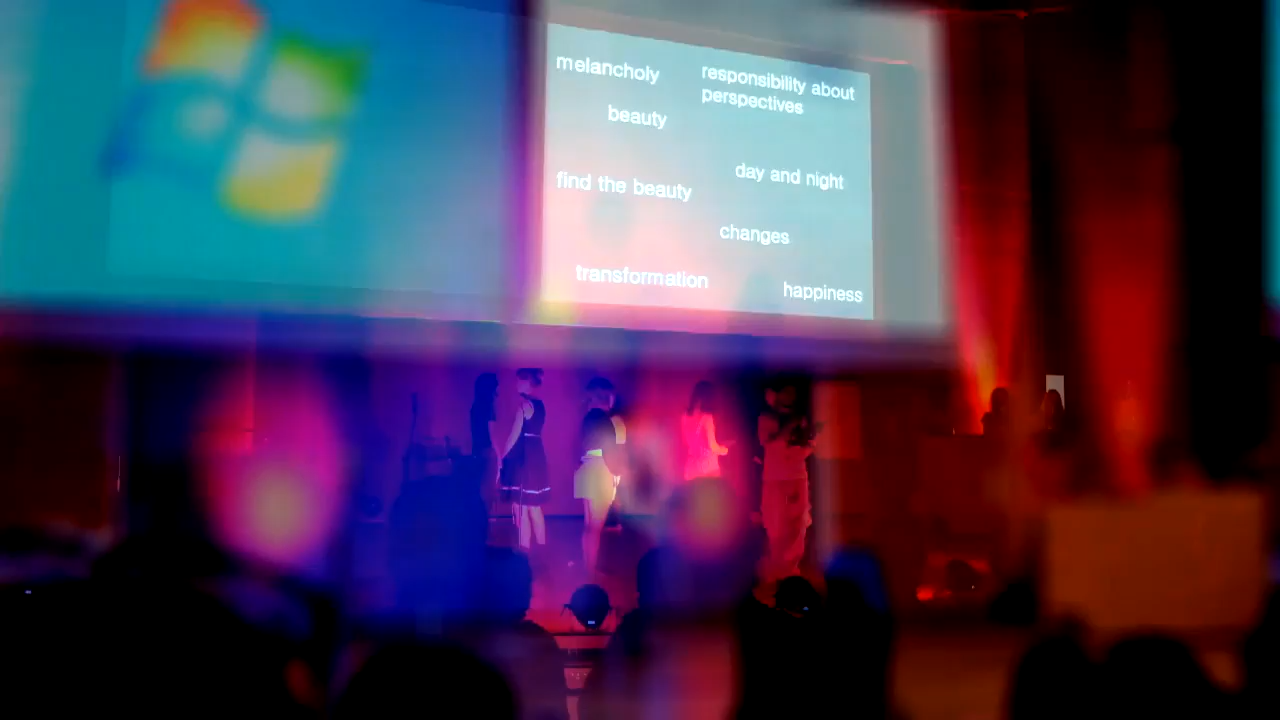 melancholy
responsibility about
perspectives
beauty
day and night
find the beauty
changes
transformation
happiness